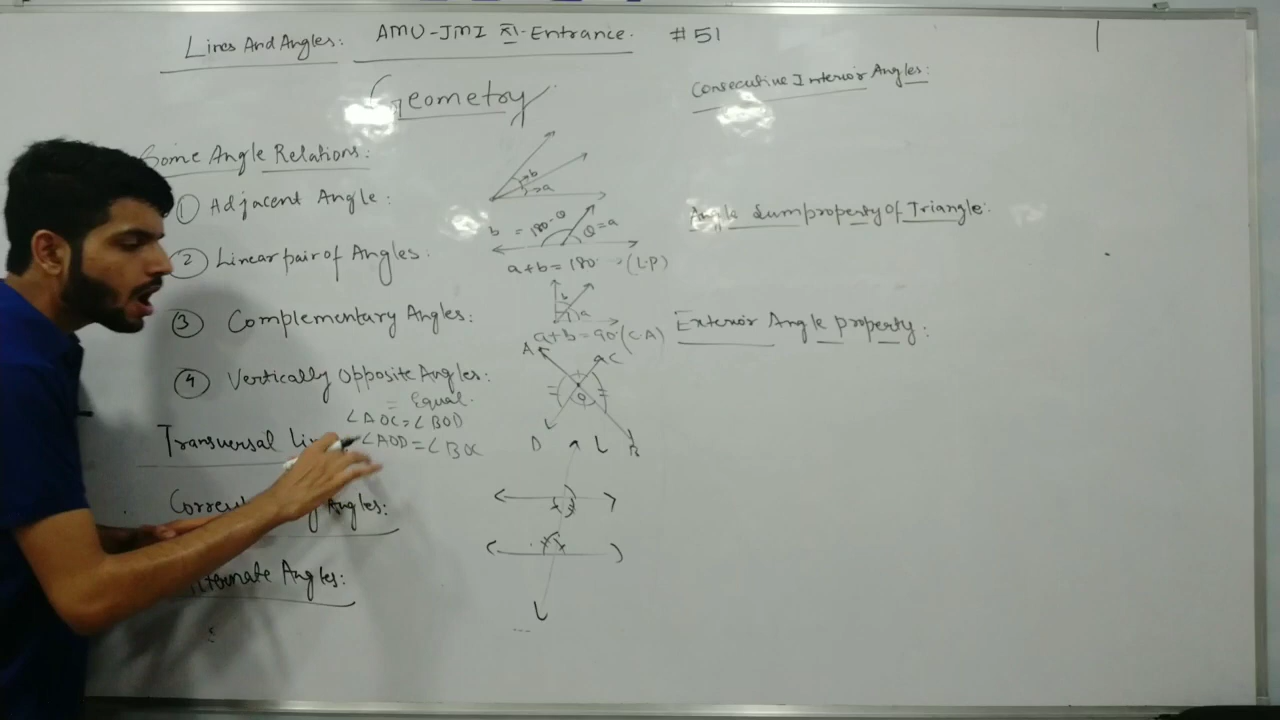 Lines And Angles:
AMU-JMI की-Entrance. #51
Geometry
Some Angle Relations:
① Adjacent Angle:
b
a
② Linear pair of Angles.
b = 180-θ
θ=a
a+b=180 → (L.P)
③ Complementary Angles:
b
a
a+b=90 (C.A)
④ Vertically Opposite Angles:
= Equal.
∠AOC=∠BOD
∠AOD=∠BOC
A
C
O
D
B
Transversal
L
Angles:
Angles:
L
Consecutive Interior Angles:
Angle Sum property of Triangle:
Exterior Angle property: